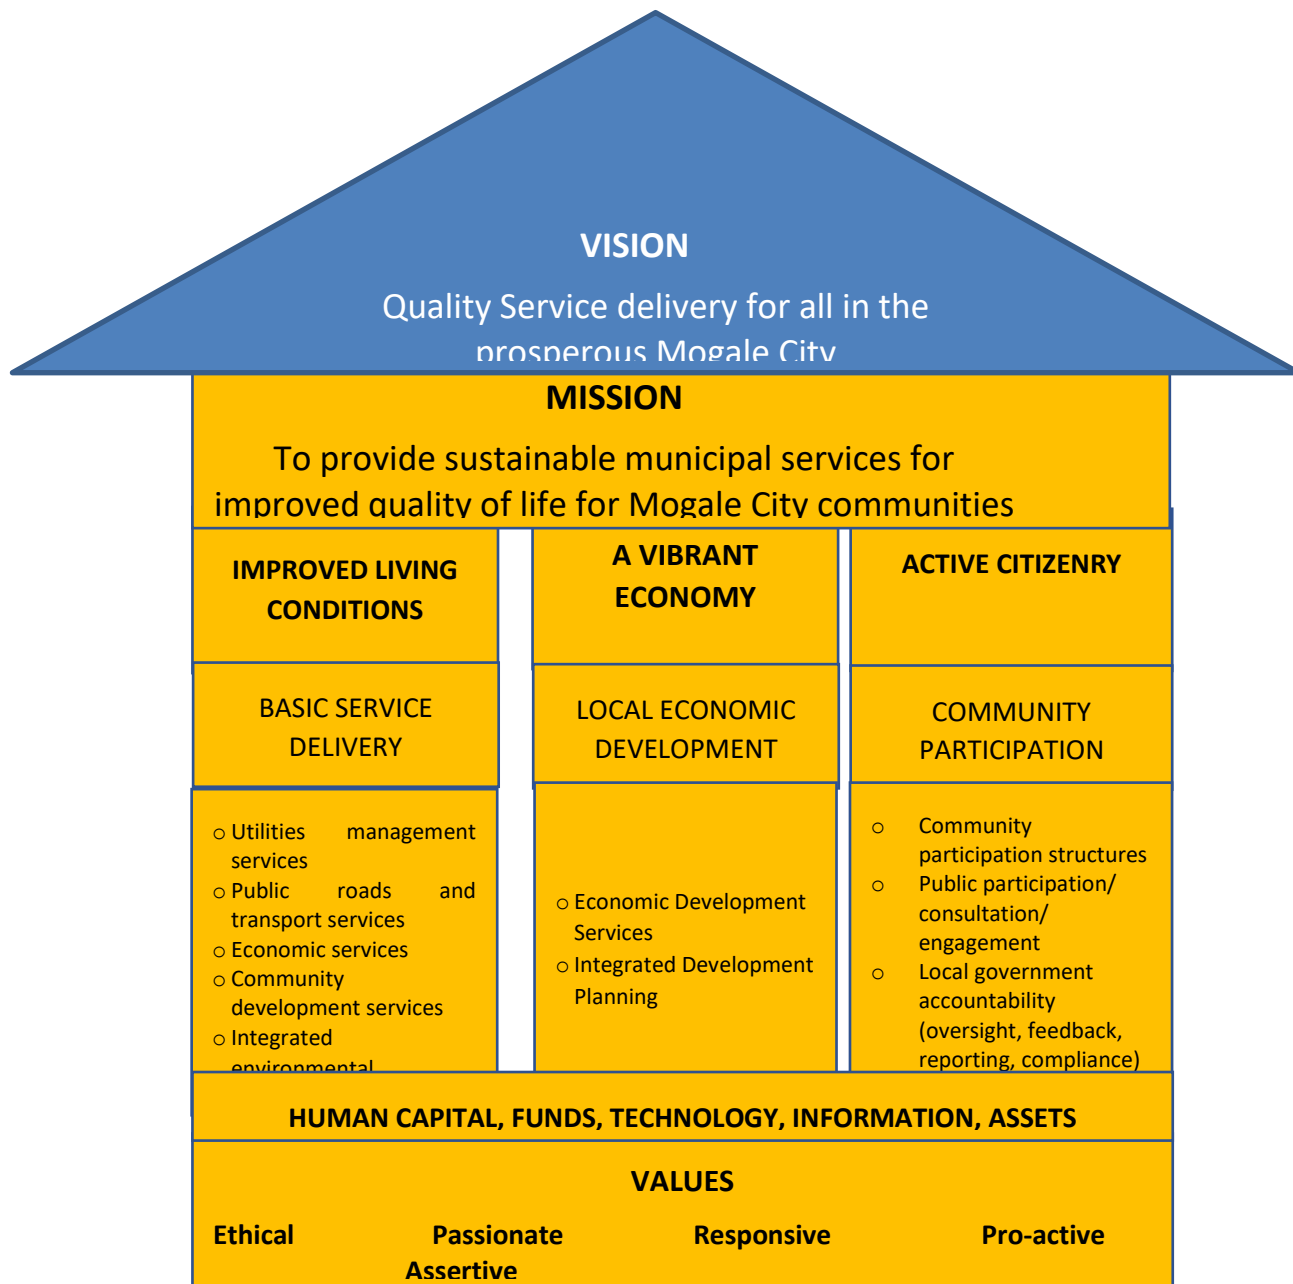 VISION
Quality Service delivery for all in the
prosperous Mogale City
MISSION
To provide sustainable municipal services for
improved quality of life for Mogale City communities
IMPROVED LIVING
CONDITIONS
BASIC SERVICE
DELIVERY
○ Utilities management
services
○ Public roads and
transport services
○ Economic services
○ Community
development services
○ Integrated
environmental
A VIBRANT
ECONOMY
LOCAL ECONOMIC
DEVELOPMENT
○ Economic Development
Services
○ Integrated Development
Planning
ACTIVE CITIZENRY
COMMUNITY
PARTICIPATION
○ Community
participation structures
○ Public participation/
consultation/
engagement
○ Local government
accountability
(oversight, feedback,
reporting, compliance)
HUMAN CAPITAL, FUNDS, TECHNOLOGY, INFORMATION, ASSETS
VALUES
Ethical Passionate Responsive Pro-active
Assertive